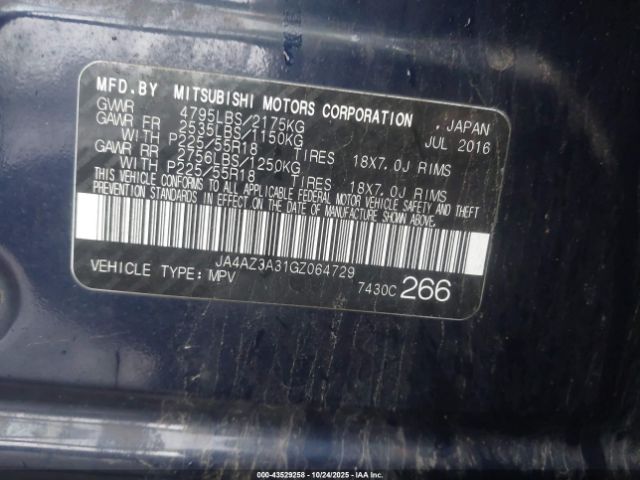 MFD.BY MITSUBISHI MOTORS CORPORATION , JAPAN
GVWR 4795LBS/2175KG JUL 2016
GAWR FR 2535LBS/1150KG
WITH P225/55R18 TIRES 18X7.0J RIMS
GAWR RR 2756LBS/1250KG
WITH P225/55R18 TIRES 18X7.0J RIMS
THIS VEHICLE CONFORMS TO ALL APPLICABLE FEDERAL MOTOR VEHICLE SAFETY AND THEFT
PREVENTION STANDARDS IN EFFECT ON THE DATE OF MANUFACTURE SHOWN ABOVE.
JA4AZ3A31GZ064729
VEHICLE TYPE: MPV 7430C 266
000-43529258 - 10/24/2025 - IAA Inc.